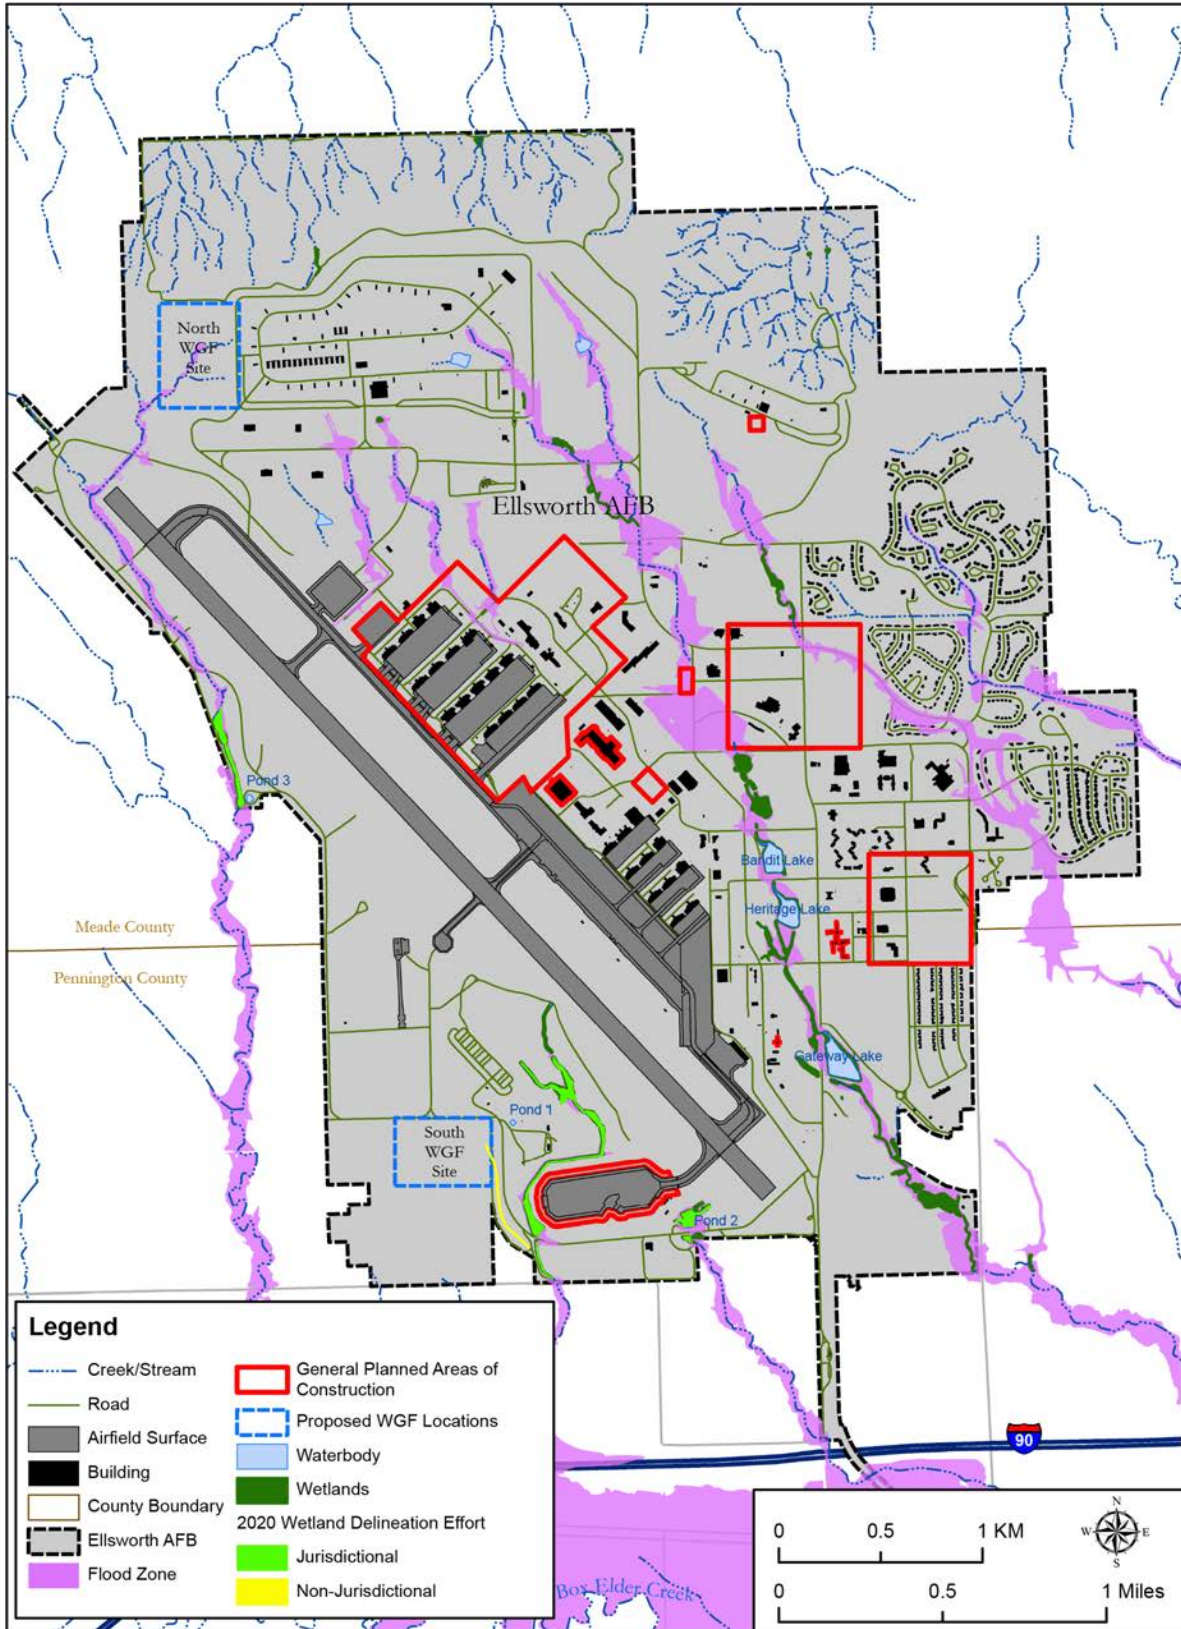 North
WGF
Site
Ellsworth AFB
Pond 3
Bandit Lake
Heritage Lake
Meade County
Pennington County
Gateway Lake
Pond 1
South
WGF
Site
Pond 2
Legend
Creek/Stream
Road
Airfield Surface
Building
County Boundary
Ellsworth AFB
Flood Zone
General Planned Areas of
Construction
Proposed WGF Locations
Waterbody
Wetlands
2020 Wetland Delineation Effort
Jurisdictional
Non-Jurisdictional
90
Box Elder Creek
N
W E
S
0 0.5 1 KM
0 0.5 1 Miles